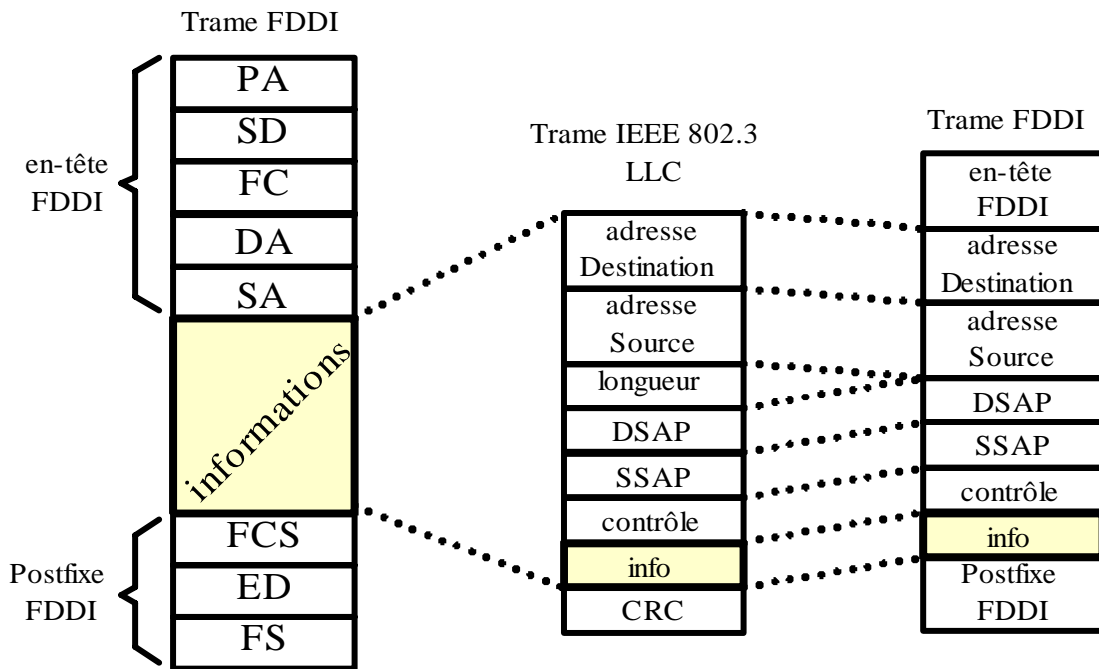 Trame FDDI
en-tête
FDDI
PA
SD
FC
DA
SA
informations
Postfixe
FDDI
FCS
ED
FS
Trame IEEE 802.3
LLC
adresse
Destination
adresse
Source
longueur
DSAP
SSAP
contrôle
info
CRC
Trame FDDI
en-tête
FDDI
adresse
Destination
adresse
Source
DSAP
SSAP
contrôle
info
Postfixe
FDDI